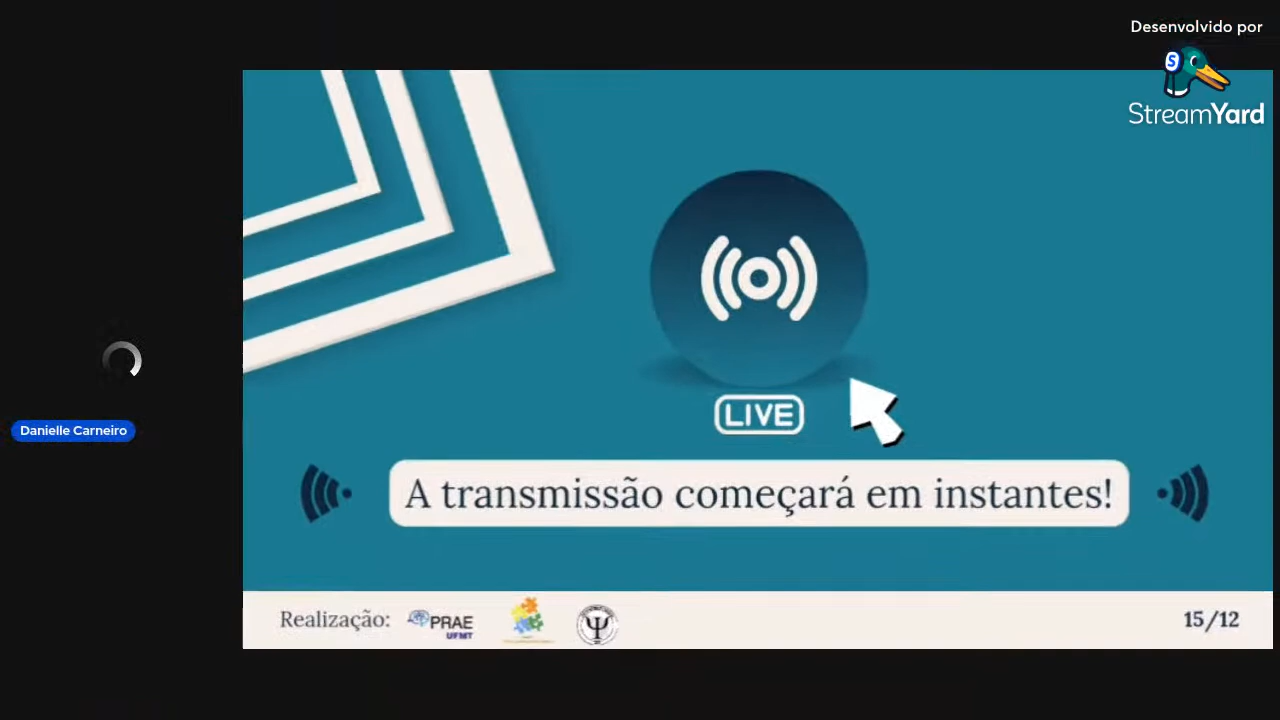 Desenvolvido por
StreamYard
LIVE
Danielle Carneiro
A transmissão começará em instantes!
Realização:
PRAE
UFMT
Ψ
15/12